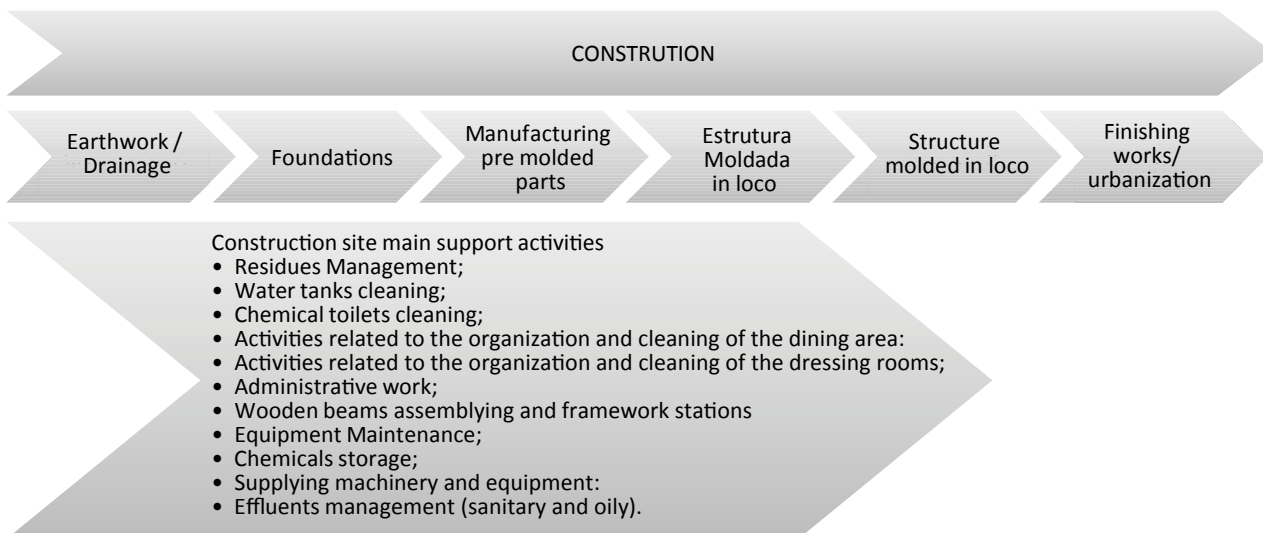 CONSTRUTION
Earthwork /
Drainage
Foundations
Manufacturing
pre molded
parts
Estrutura
Moldada
in loco
Structure
molded in loco
Finishing
works/
urbanization
Construction site main support activities
• Residues Management;
• Water tanks cleaning;
• Chemical toilets cleaning;
• Activities related to the organization and cleaning of the dining area:
• Activities related to the organization and cleaning of the dressing rooms;
• Administrative work;
• Wooden beams assemblying and framework stations
• Equipment Maintenance;
• Chemicals storage;
• Supplying machinery and equipment:
• Effluents management (sanitary and oily).